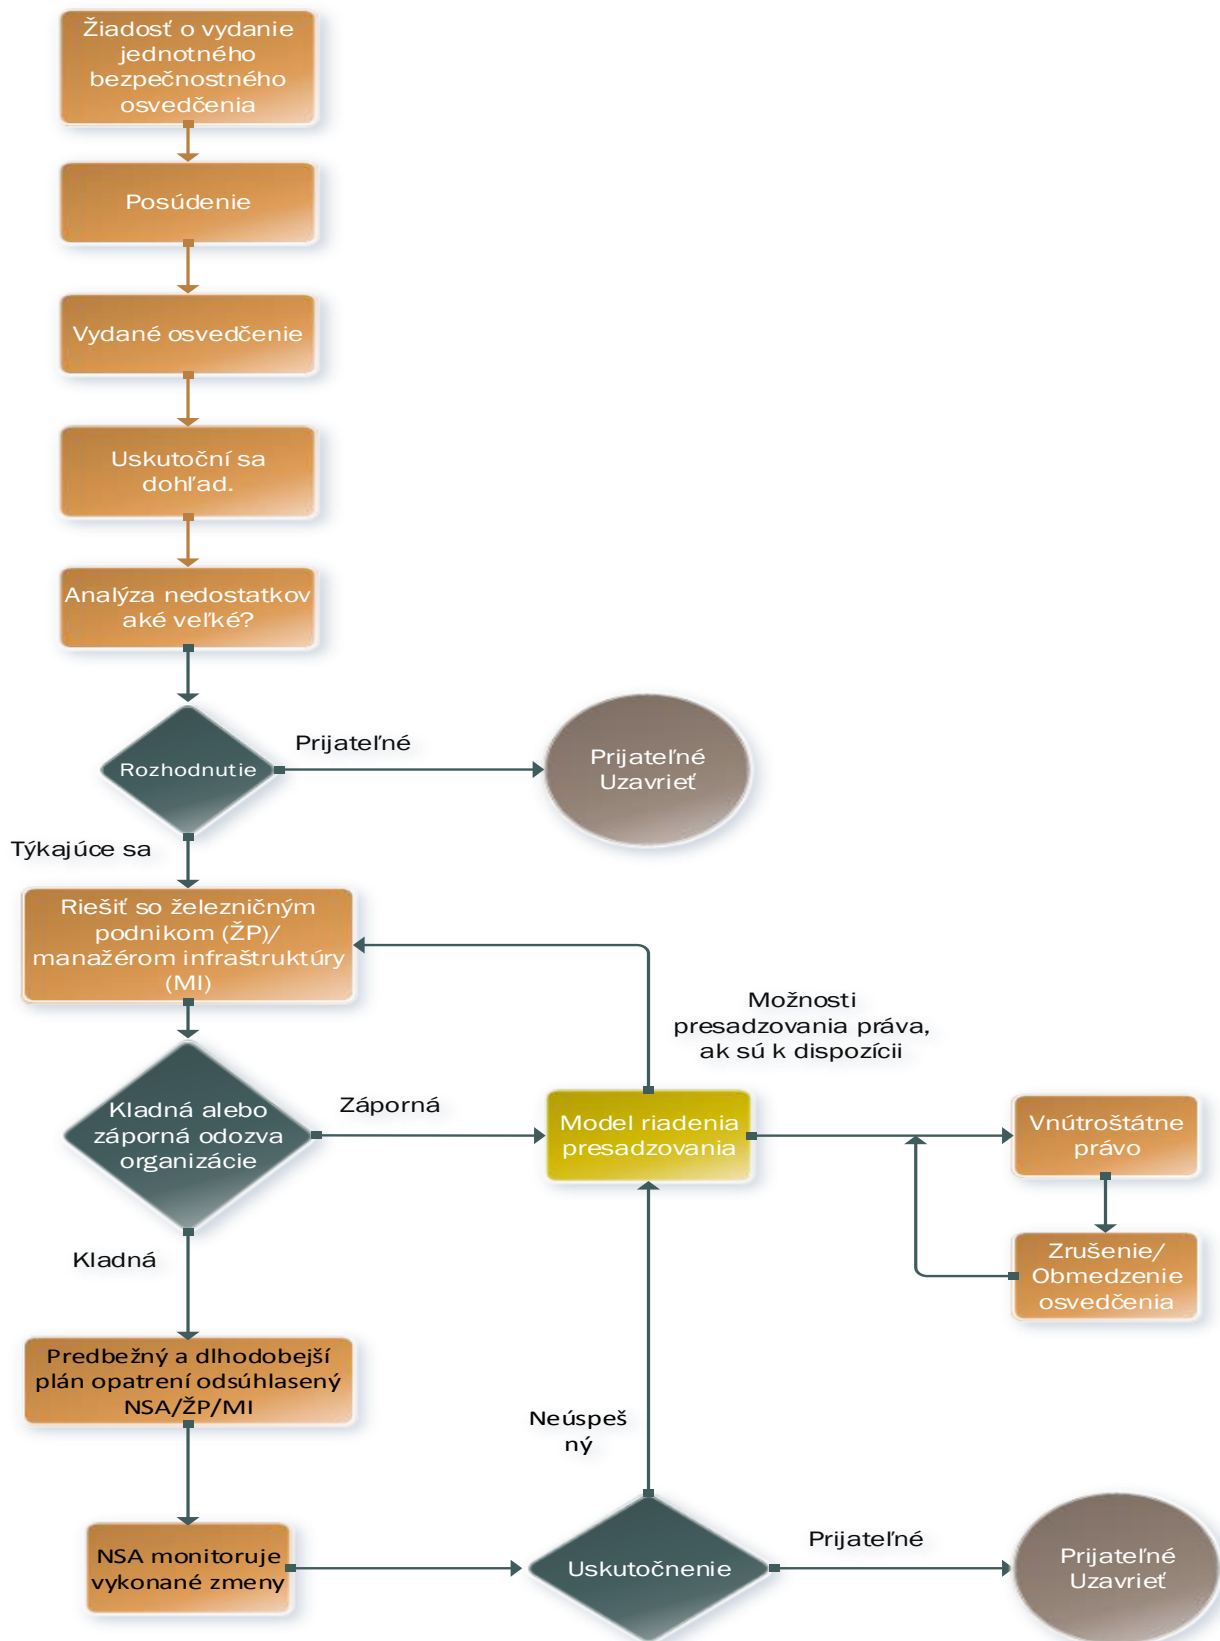 Žiadosť o vydanie
jednotného
bezpečnostného
osvedčenia
Posúdenie
Vydané osvedčenie
Uskutoční sa
dohľad.
Analýza nedostatkov
aké veľké?
Rozhodnutie
Prijateľné
Prijateľné
Uzavrieť
Týkajúce sa
Riešiť so železničným
podnikom (ŽP)/
manažérom infraštruktúry
(MI)
Možnosti
presadzovania práva,
ak sú k dispozícii
Kladná alebo
záporná odozva
organizácie
Záporná
Model riadenia
presadzovania
Vnútroštátne
právo
Zrušenie/
Obmedzenie
osvedčenia
Kladná
Predbežný a dlhodobejší
plán opatrení odsúhlasený
NSA/ŽP/MI
Neúspeš
ný
NSA monitoruje
vykonané zmeny
Uskutočnenie
Prijateľné
Prijateľné
Uzavrieť